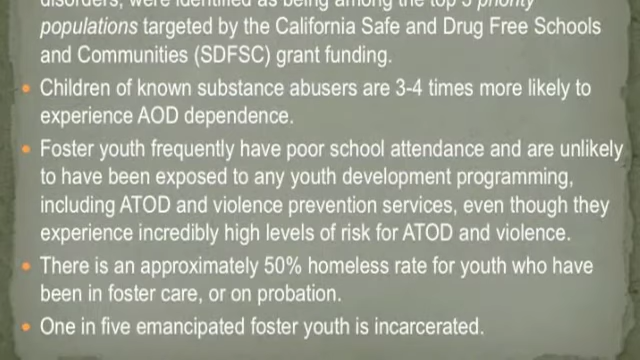 disorders, were identified as being among the top 5 priority
populations targeted by the California Safe and Drug Free Schools
and Communities (SDFSC) grant funding.
• Children of known substance abusers are 3-4 times more likely to
experience AOD dependence.
• Foster youth frequently have poor school attendance and are unlikely
to have been exposed to any youth development programming,
including ATOD and violence prevention services, even though they
experience incredibly high levels of risk for ATOD and violence.
• There is an approximately 50% homeless rate for youth who have
been in foster care, or on probation.
• One in five emancipated foster youth is incarcerated.